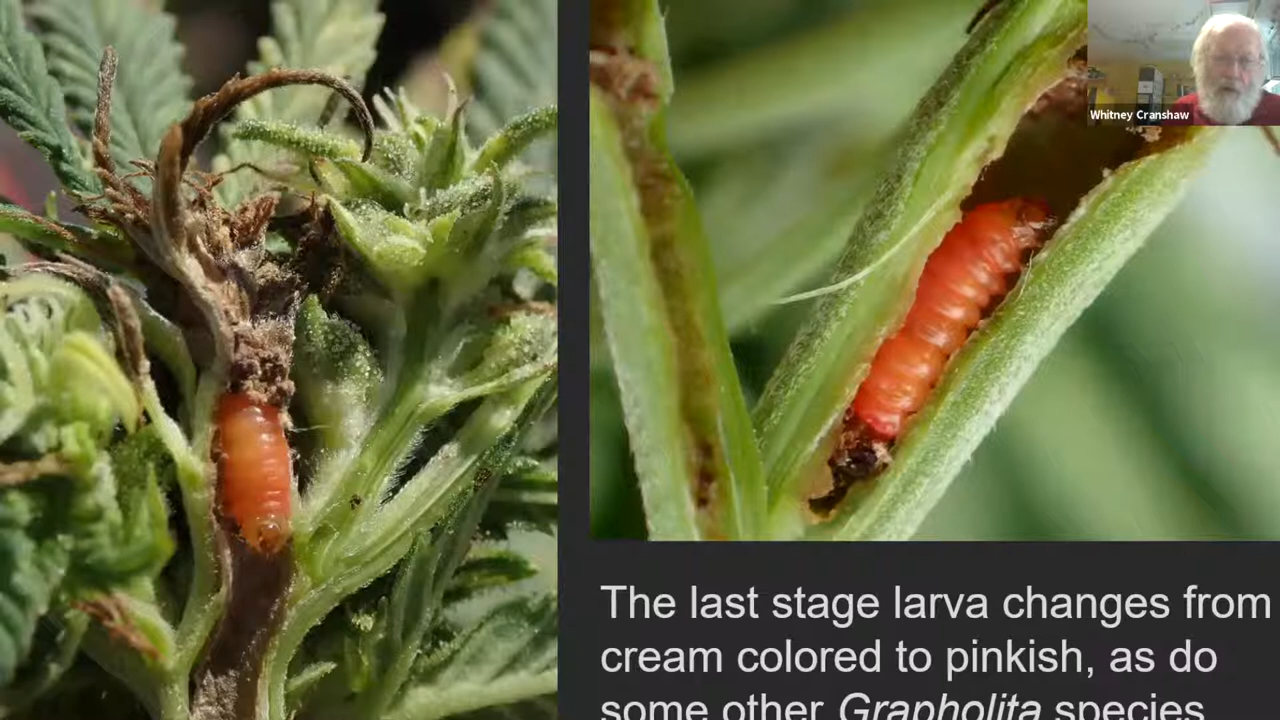 Whitney Cranshaw
The last stage larva changes from
cream colored to pinkish, as do
some other Grapholita species